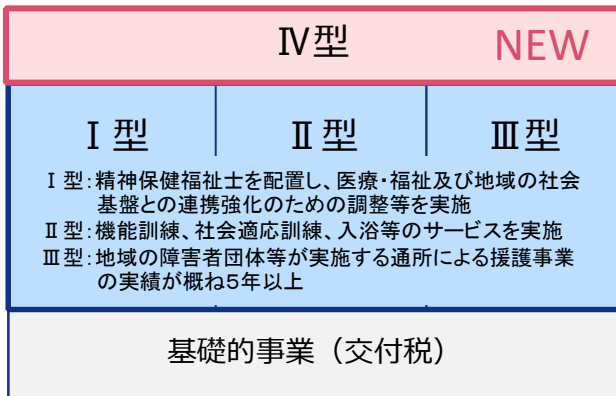 Ⅳ型 NEW
Ⅰ型 Ⅱ型 Ⅲ型
Ⅰ型:精神保健福祉士を配置し、医療・福祉及び地域の社会
基盤との連携強化のための調整等を実施
Ⅱ型:機能訓練、社会適応訓練、入浴等のサービスを実施
Ⅲ型:地域の障害者団体等が実施する通所による援護事業
の実績が概ね5年以上
基礎的事業(交付税)